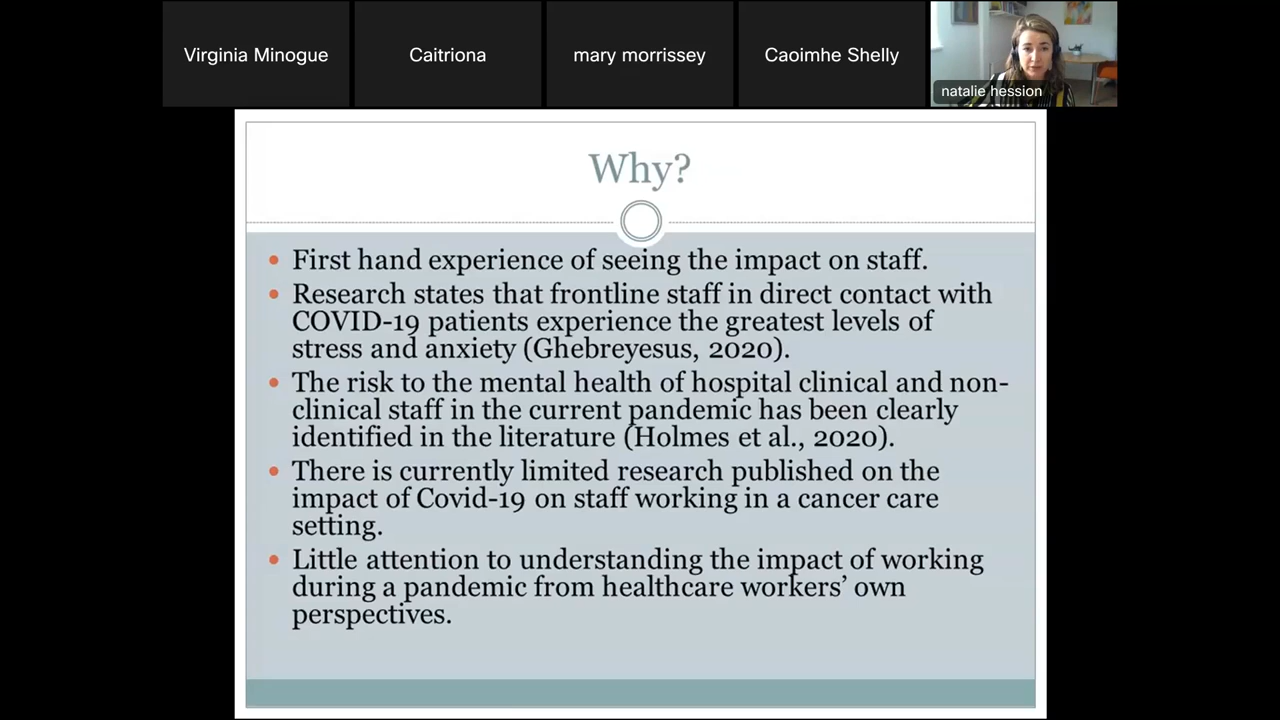 Virginia Minogue
Caitriona
mary morrissey
Caoimhe Shelly
natalie hession
Why?
• First hand experience of seeing the impact on staff.
• Research states that frontline staff in direct contact with
COVID-19 patients experience the greatest levels of
stress and anxiety (Ghebreyesus, 2020).
• The risk to the mental health of hospital clinical and non-
clinical staff in the current pandemic has been clearly
identified in the literature (Holmes et al., 2020).
• There is currently limited research published on the
impact of Covid-19 on staff working in a cancer care
setting.
• Little attention to understanding the impact of working
during a pandemic from healthcare workers’ own
perspectives.